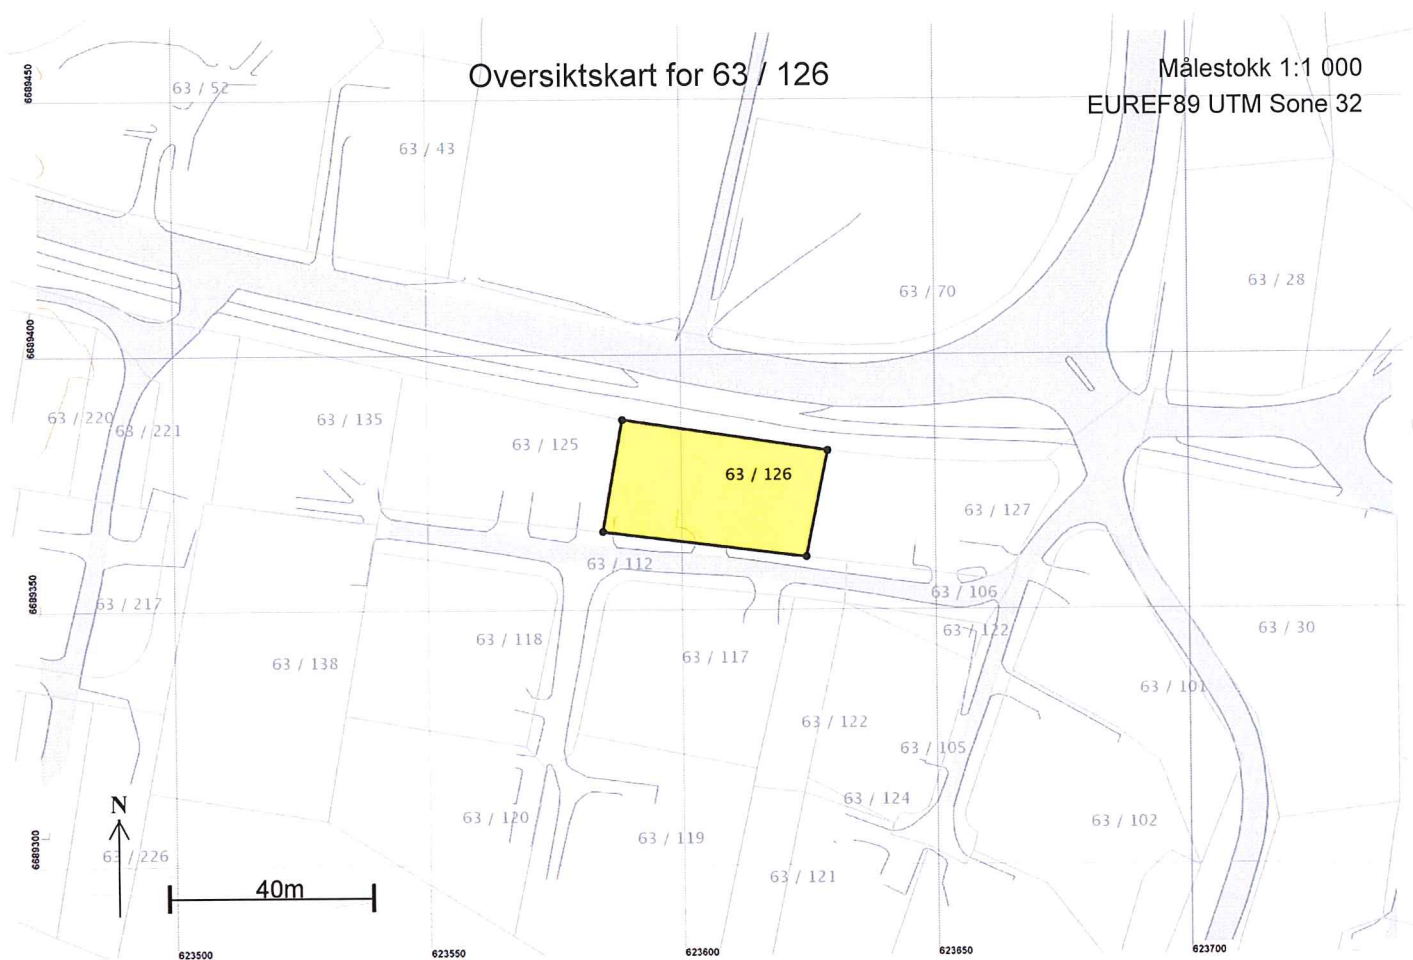 Oversiktskart for 63 / 126
Målestokk 1:1 000
EUREF89 UTM Sone 32
6689450
63 / 52
63 / 43
63 / 70
63 / 28
6689400
63 / 220
63 / 221
63 / 135
63 / 125
63 / 126
63 / 127
63 / 112
63 / 106
6689350
63 / 217
63 / 118
63 / 122
63 / 30
63 / 138
63 / 117
63 / 101
63 / 122
63 / 105
63 / 124
N
63 / 120
63 / 119
63 / 102
6689300
63 / 226
63 / 121
40m
623500
623550
623600
623650
623700